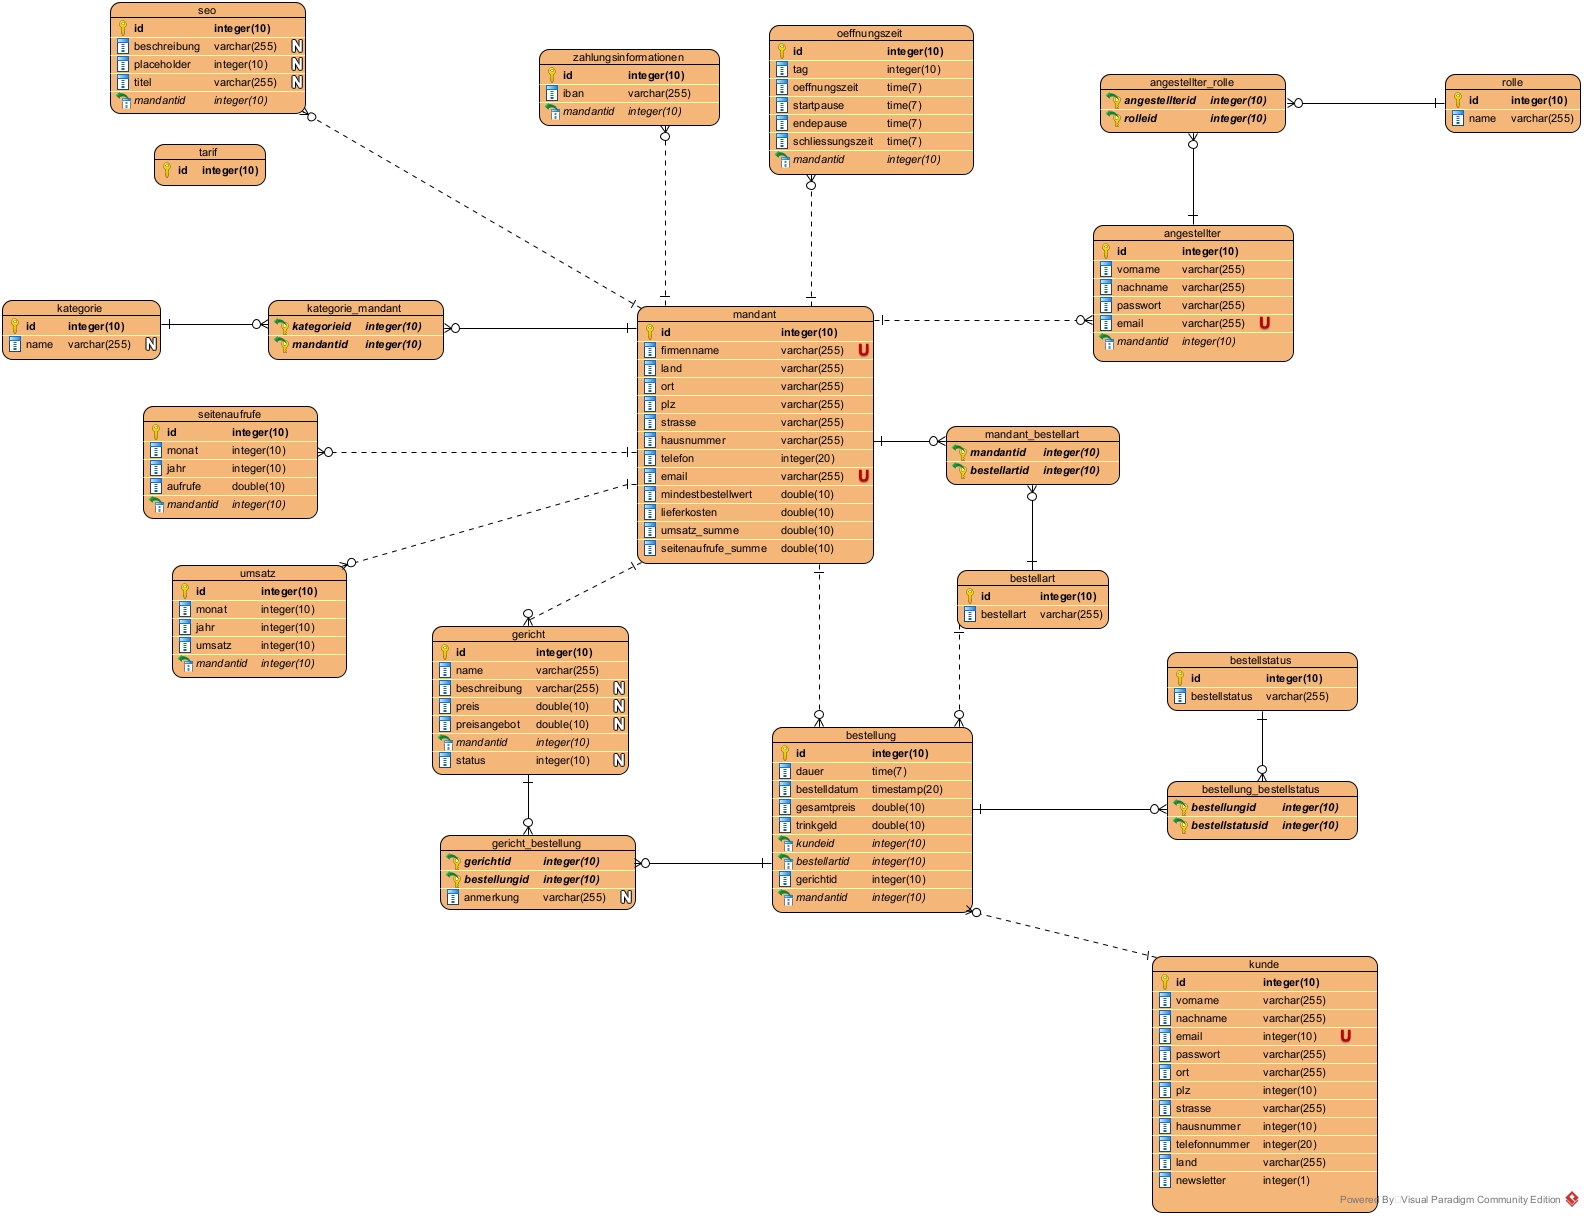 seo
id integer(10)
beschreibung varchar(255) N
placeholder integer(10) N
titel varchar(255) N
mandantid integer(10)
zahlungsinformationen
id integer(10)
iban varchar(255)
mandantid integer(10)
oeffnungszeit
id integer(10)
tag integer(10)
oeffnungszeit time(7)
startpause time(7)
endepause time(7)
schliessungszeit time(7)
mandantid integer(10)
angestellter_rolle
angestellterid integer(10)
rolleid integer(10)
rolle
id integer(10)
name varchar(255)
tarif
id integer(10)
angestellter
id integer(10)
vorname varchar(255)
nachname varchar(255)
passwort varchar(255)
email varchar(255) U
mandantid integer(10)
kategorie
id integer(10)
name varchar(255) N
kategorie_mandant
kategorieid integer(10)
mandantid integer(10)
mandant
id integer(10)
firmenname varchar(255) U
land varchar(255)
ort varchar(255)
plz varchar(255)
strasse varchar(255)
hausnummer varchar(255)
telefon integer(20)
email varchar(255) U
mindestbestellwert double(10)
lieferkosten double(10)
umsatz_summe double(10)
seitenaufrufe_summe double(10)
seitenaufrufe
id integer(10)
monat integer(10)
jahr integer(10)
aufrufe double(10)
mandantid integer(10)
mandant_bestellart
mandantid integer(10)
bestellartid integer(10)
umsatz
id integer(10)
monat integer(10)
jahr integer(10)
umsatz integer(10)
mandantid integer(10)
bestellart
id integer(10)
bestellart varchar(255)
gericht
id integer(10)
name varchar(255)
beschreibung varchar(255) N
preis double(10) N
preisangebot double(10) N
mandantid integer(10)
status integer(10) N
bestellstatus
id integer(10)
bestellstatus varchar(255)
bestellung
id integer(10)
dauer time(7)
bestelldatum timestamp(20)
gesamtpreis double(10)
trinkgeld double(10)
kundeid integer(10)
bestellartid integer(10)
gerichtid integer(10)
mandantid integer(10)
bestellung_bestellstatus
bestellungid integer(10)
bestellstatusid integer(10)
gericht_bestellung
gerichtid integer(10)
bestellungid integer(10)
anmerkung varchar(255) N
kunde
id integer(10)
vorname varchar(255)
nachname varchar(255)
email integer(10) U
passwort varchar(255)
ort varchar(255)
plz integer(10)
strasse varchar(255)
hausnummer integer(10)
telefonnummer integer(20)
land varchar(255)
newsletter integer(1)
Powered By Visual Paradigm Community Edition